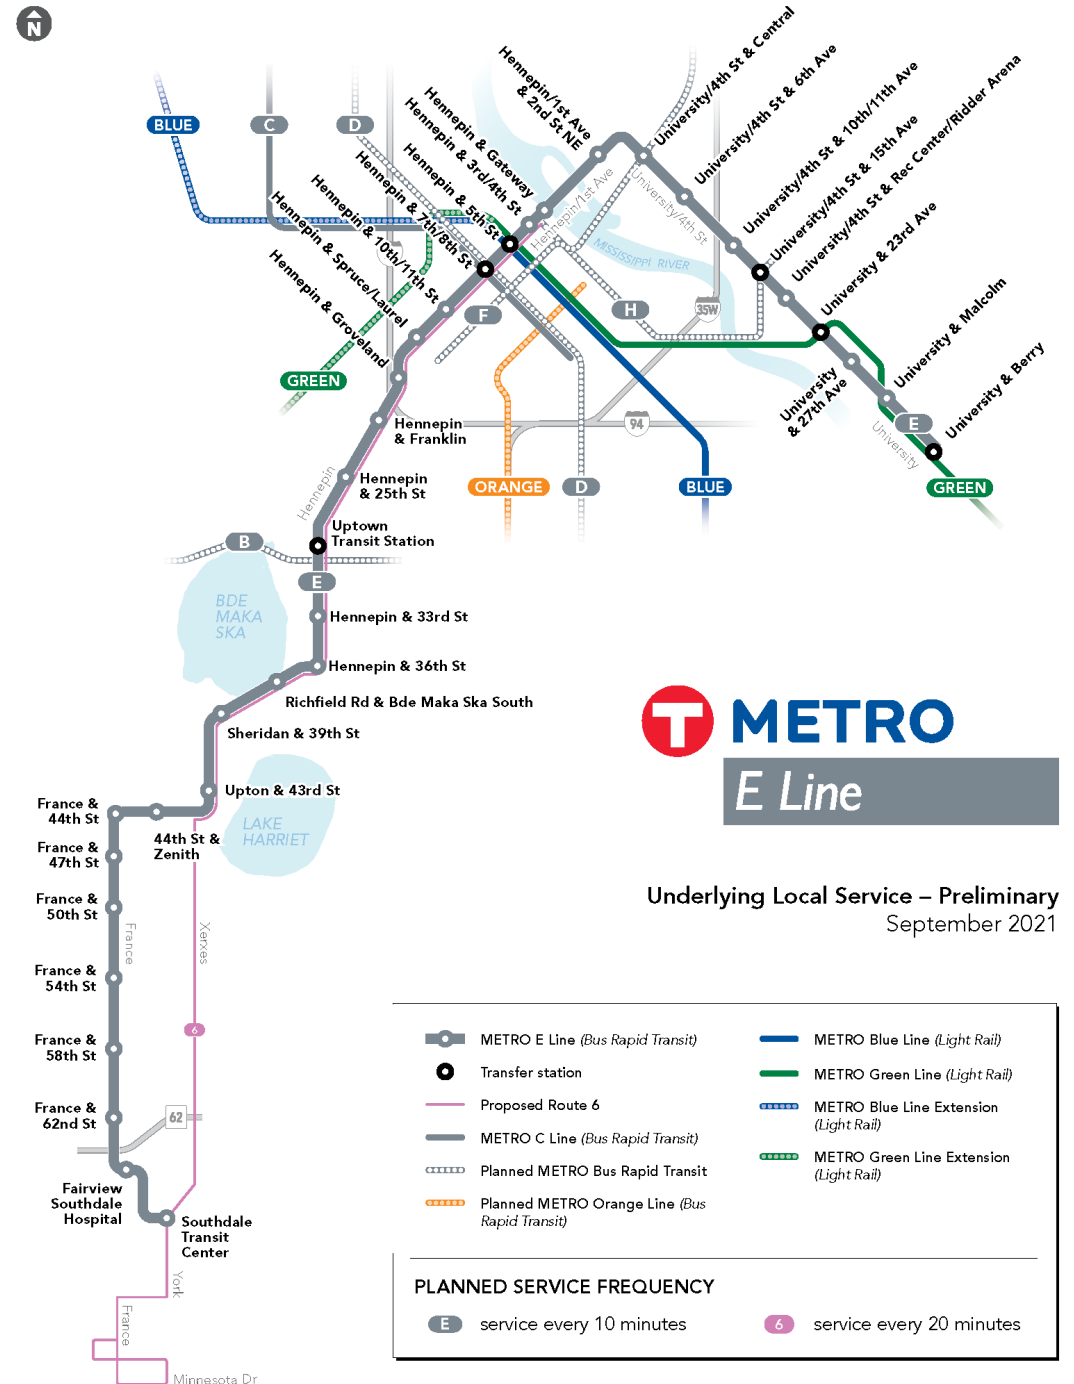 N
BLUE
C
D
Hennepin/1st Ave
& 2nd St NE
Hennepin & Gateway
Hennepin & 3rd/4th St
Hennepin & 5th St
Hennepin & 7th/8th St
Hennepin & 10th/11th St
Hennepin & Spruce/Laurel
Hennepin & Groveland
University/4th St & Central
University/4th St & 6th Ave
University/4th St & 10th/11th Ave
University/4th St & 15th Ave
University/4th St & Rec Center/Ridder Arena
University & 23rd Ave
University & Malcolm
University & Berry
University
& 27th Ave
Hennepin/1st Ave
University/4th St
MISSISSIPPI RIVER
F
H
35W
GREEN
94
E
University
GREEN
ORANGE
D
BLUE
Hennepin
& Franklin
Hennepin
& 25th St
Hennepin
Uptown
Transit Station
B
E
BDE
MAKA
SKA
Hennepin & 33rd St
Hennepin & 36th St
Richfield Rd & Bde Maka Ska South
Sheridan & 39th St
Upton & 43rd St
LAKE
HARRIET
France &
44th St
44th St &
Zenith
France &
47th St
France &
50th St
France
Xerxes
France &
54th St
6
France &
58th St
France &
62nd St
62
Fairview
Southdale
Hospital
Southdale
Transit
Center
York
France
Minnesota Dr
T METRO
E Line
Underlying Local Service – Preliminary
September 2021
METRO E Line (Bus Rapid Transit)
Transfer station
Proposed Route 6
METRO C Line (Bus Rapid Transit)
Planned METRO Bus Rapid Transit
Planned METRO Orange Line (Bus
Rapid Transit)
METRO Blue Line (Light Rail)
METRO Green Line (Light Rail)
METRO Blue Line Extension
(Light Rail)
METRO Green Line Extension
(Light Rail)
PLANNED SERVICE FREQUENCY
E service every 10 minutes
6 service every 20 minutes